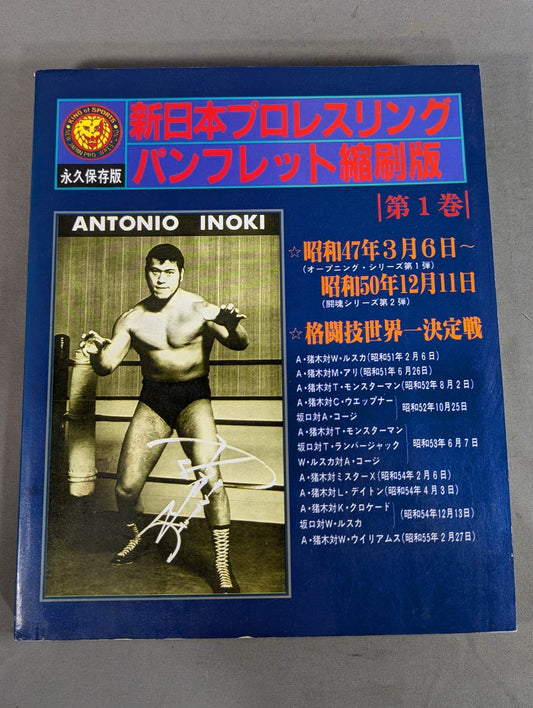 KING of SPORTS
新日本プロレスリング
パンフレット縮刷版
永久保存版
第1巻
ANTONIO INOKI
☆昭和47年3月6日〜
(オープニング・シリーズ第1弾)
昭和50年12月11日
(闘魂シリーズ第2弾)
☆格闘技世界一決定戦
A・猪木対W・ルスカ(昭和51年2月6日)
A・猪木対M・アリ(昭和51年6月26日)
A・猪木対T・モンスターマン(昭和52年8月2日)
A・猪木対C・ウエップナー
坂口対A・コージ
昭和52年10月25日
A・猪木対T・モンスターマン
坂口対T・ランバージャック
W・ルスカ対A・コージ
昭和53年6月7日
A・猪木対ミスターX(昭和54年2月6日)
A・猪木対L・デイトン(昭和54年4月3日)
A・猪木対K・クロケード
坂口対W・ルスカ
(昭和54年12月13日)
A・猪木対W・ウイリアムス(昭和55年2月27日)